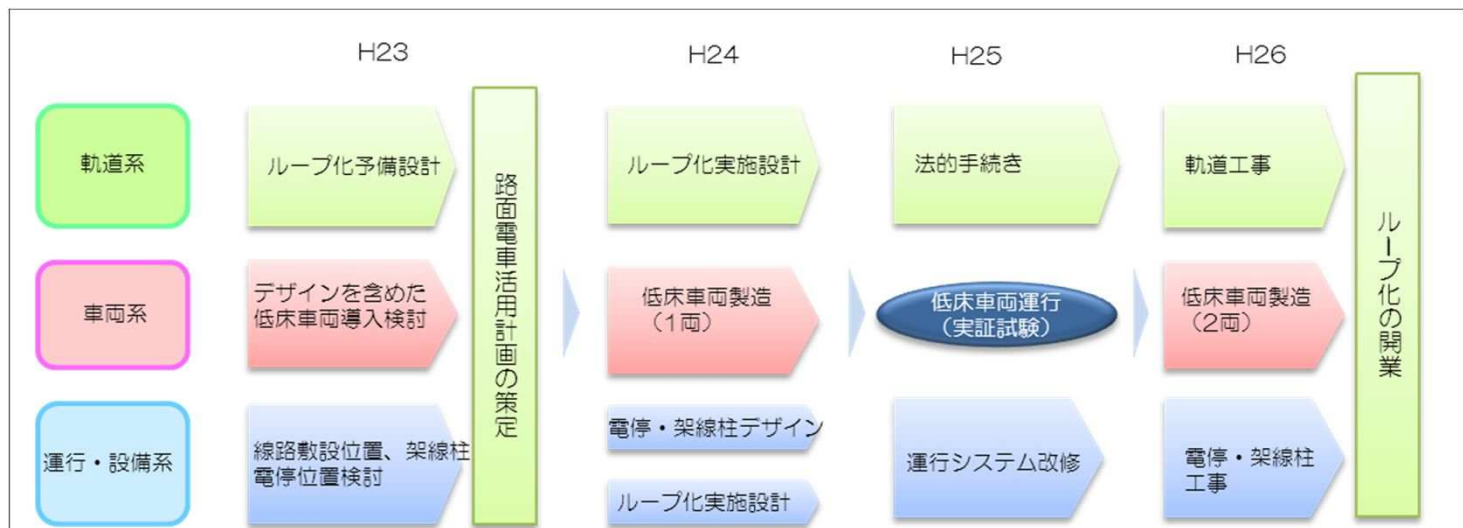 H23
H24
H25
H26
軌道系
ループ化予備設計
路面電車活用計画の策定
ループ化実施設計
法的手続き
軌道工事
ループ化の開業
車両系
デザインを含めた
低床車両導入検討
低床車両製造
（1両）
低床車両運行
（実証試験）
低床車両製造
（2両）
運行・設備系
線路敷設位置、架線柱
電停位置検討
電停・架線柱デザイン
ループ化実施設計
運行システム改修
電停・架線柱
工事